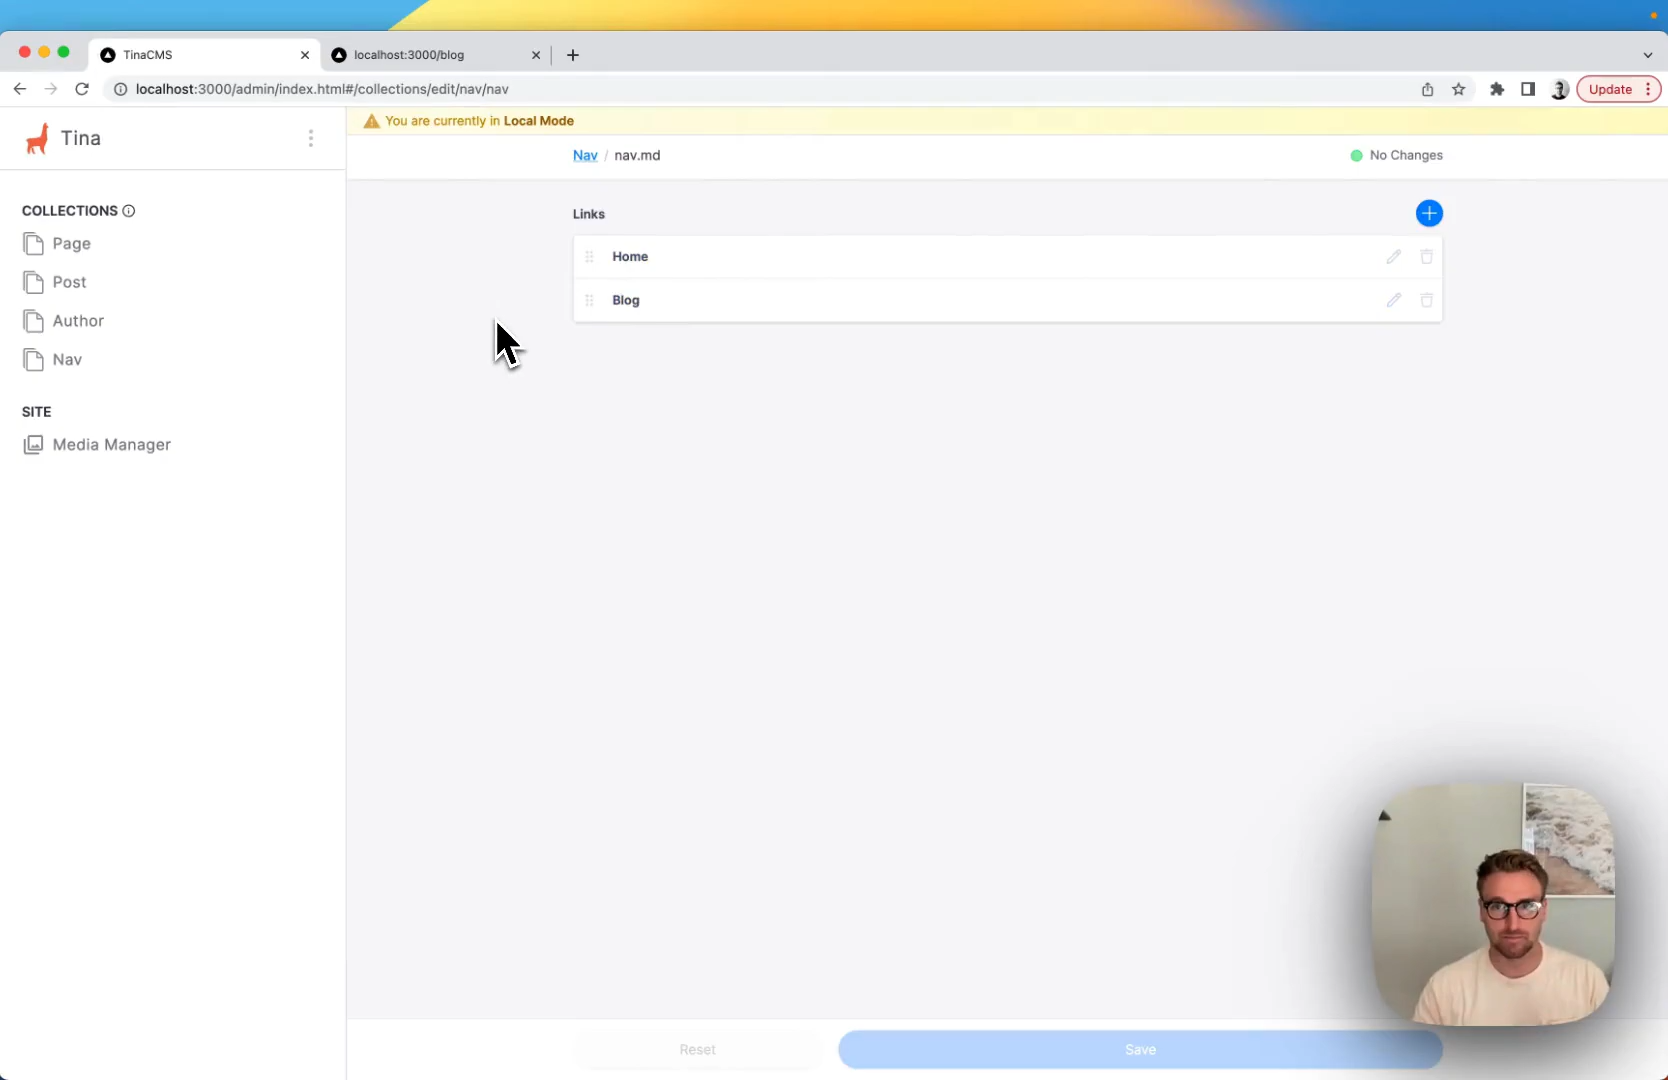 TinaCMS
localhost:3000/blog
localhost:3000/admin/index.html#/collections/edit/nav/nav
Update
Tina
You are currently in Local Mode
Nav / nav.md
No Changes
COLLECTIONS
Page
Post
Author
Nav
SITE
Media Manager
Links
Home
Blog
Reset
Save